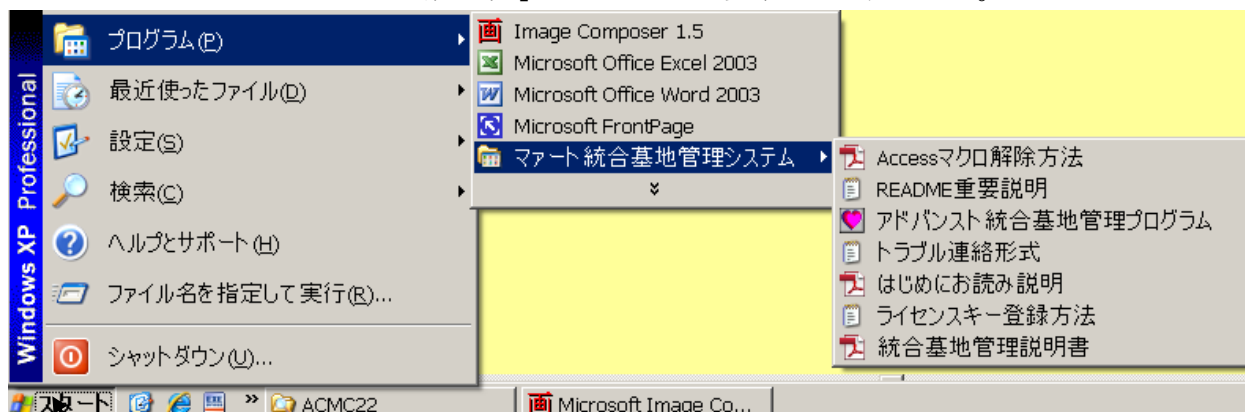 Windows XP Professional
プログラム(P)
最近使ったファイル(D)
設定(S)
検索(C)
ヘルプとサポート(H)
ファイル名を指定して実行(R)...
シャットダウン(U)...
Image Composer 1.5
Microsoft Office Excel 2003
Microsoft Office Word 2003
Microsoft FrontPage
マァート統合墓地管理システム
Accessマクロ解除方法
README重要説明
アドバンスト統合墓地管理プログラム
トラブル連絡形式
はじめにお読み説明
ライセンスキー登録方法
統合墓地管理説明書
スタート
ACMC22
Microsoft Image Co...